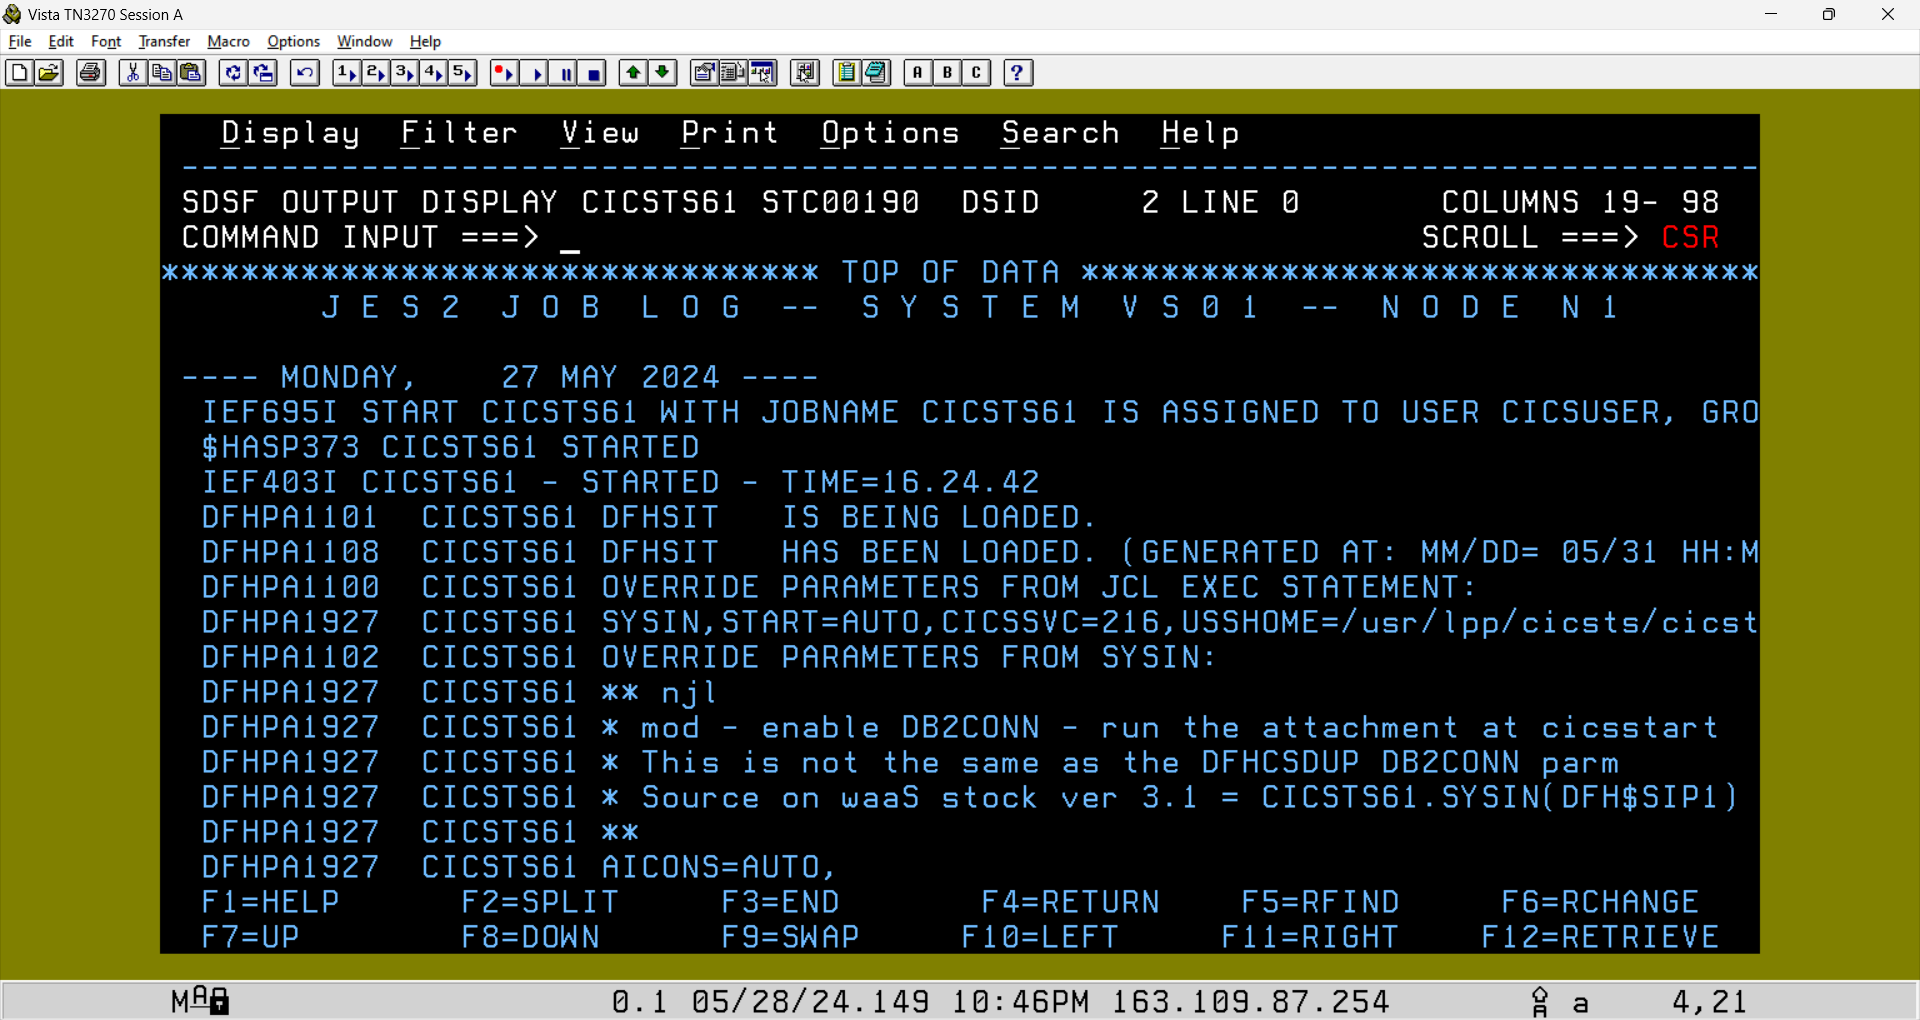 Vista TN3270 Session A
File Edit Font Transfer Macro Options Window Help
1 2 3 4 5 A B C ?
Display Filter View Print Options Search Help
--------------------------------------------------------------------------------
SDSF OUTPUT DISPLAY CICSTS61 STC00190 DSID 2 LINE 0 COLUMNS 19- 98
COMMAND INPUT ===> _ SCROLL ===> CSR
********************************* TOP OF DATA **********************************
J E S 2 J O B L O G -- S Y S T E M V S 0 1 -- N O D E N 1
---- MONDAY, 27 MAY 2024 ----
IEF695I START CICSTS61 WITH JOBNAME CICSTS61 IS ASSIGNED TO USER CICSUSER, GRO
$HASP373 CICSTS61 STARTED
IEF403I CICSTS61 - STARTED - TIME=16.24.42
DFHPA1101 CICSTS61 DFHSIT IS BEING LOADED.
DFHPA1108 CICSTS61 DFHSIT HAS BEEN LOADED. (GENERATED AT: MM/DD= 05/31 HH:M
DFHPA1100 CICSTS61 OVERRIDE PARAMETERS FROM JCL EXEC STATEMENT:
DFHPA1927 CICSTS61 SYSIN,START=AUTO,CICSSVC=216,USSHOME=/usr/lpp/cicsts/cicst
DFHPA1102 CICSTS61 OVERRIDE PARAMETERS FROM SYSIN:
DFHPA1927 CICSTS61 ** njl
DFHPA1927 CICSTS61 * mod - enable DB2CONN - run the attachment at cicsstart
DFHPA1927 CICSTS61 * This is not the same as the DFHCSDUP DB2CONN parm
DFHPA1927 CICSTS61 * Source on waaS stock ver 3.1 = CICSTS61.SYSIN(DFH$SIP1)
DFHPA1927 CICSTS61 **
DFHPA1927 CICSTS61 AICONS=AUTO,
F1=HELP F2=SPLIT F3=END F4=RETURN F5=RFIND F6=RCHANGE
F7=UP F8=DOWN F9=SWAP F10=LEFT F11=RIGHT F12=RETRIEVE
M A 0.1 05/28/24.149 10:46PM 163.109.87.254 A a 4,21